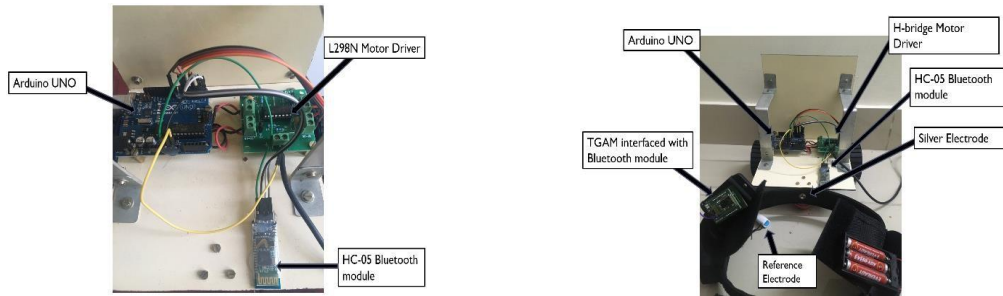 L298N Motor Driver
Arduino UNO
HC-05 Bluetooth
module
Arduino UNO
H-bridge Motor
Driver
HC-05 Bluetooth
module
TGAM interfaced with
Bluetooth module
Silver Electrode
Reference
Electrode